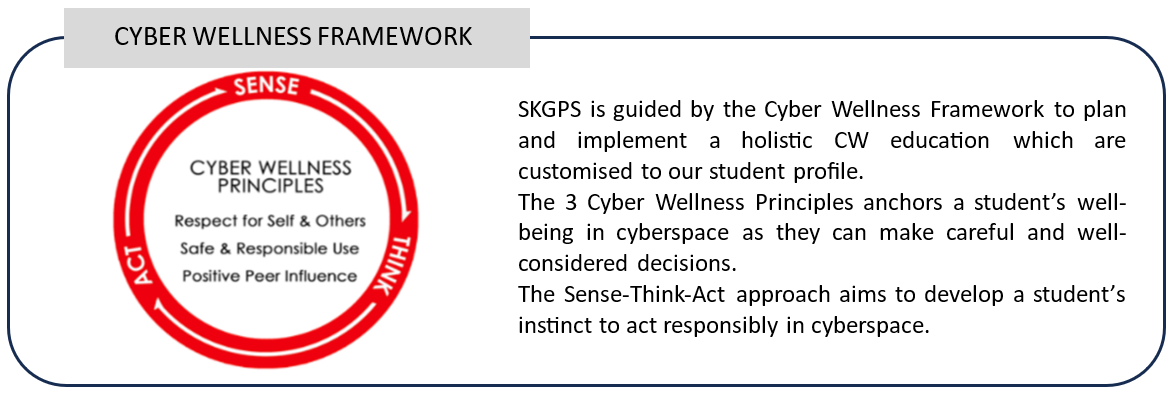 CYBER WELLNESS FRAMEWORK
SENSE
THINK
ACT
CYBER WELLNESS
PRINCIPLES
Respect for Self & Others
Safe & Responsible Use
Positive Peer Influence
SKGPS is guided by the Cyber Wellness Framework to plan
and implement a holistic CW education which are
customised to our student profile.
The 3 Cyber Wellness Principles anchors a student’s well-
being in cyberspace as they can make careful and well-
considered decisions.
The Sense-Think-Act approach aims to develop a student’s
instinct to act responsibly in cyberspace.